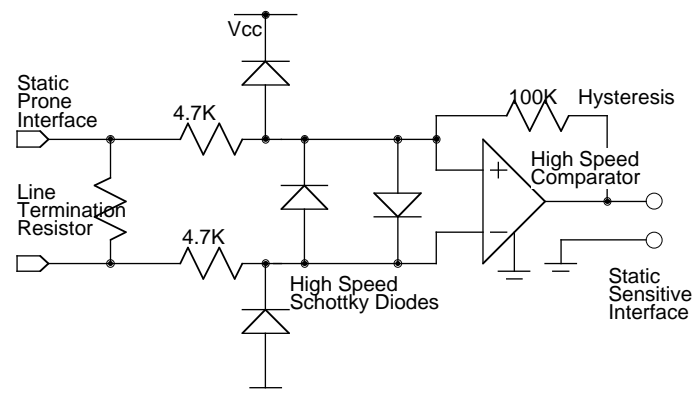 Vcc
Static
Prone
Interface
4.7K
100K
Hysteresis
High Speed
Comparator
+
Line
Termination
Resistor
4.7K
−
High Speed
Schottky Diodes
Static
Sensitive
Interface